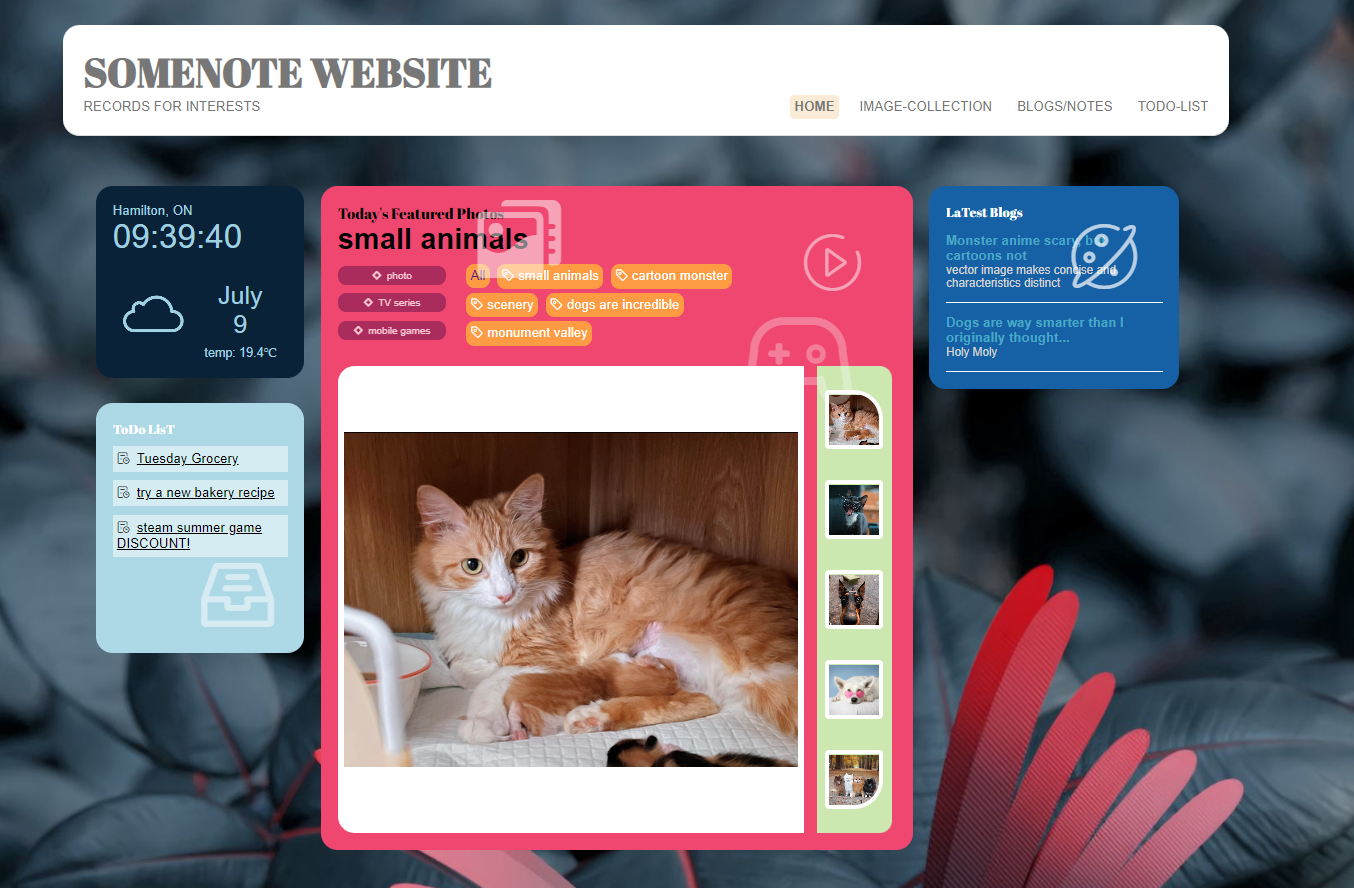 SOMENOTE WEBSITE
RECORDS FOR INTERESTS
HOME IMAGE-COLLECTION BLOGS/NOTES TODO-LIST
Hamilton, ON
09:39:40
July
9
temp: 19.4°C
ToDo LisT
Tuesday Grocery
try a new bakery recipe
steam summer game
DISCOUNT!
Today's Featured Photos
small animals
photo
TV series
mobile games
All small animals cartoon monster
scenery dogs are incredible
monument valley
LaTest Blogs
Monster anime scary, but
cartoons not
vector image makes concise and
characteristics distinct
Dogs are way smarter than I
originally thought...
Holy Moly